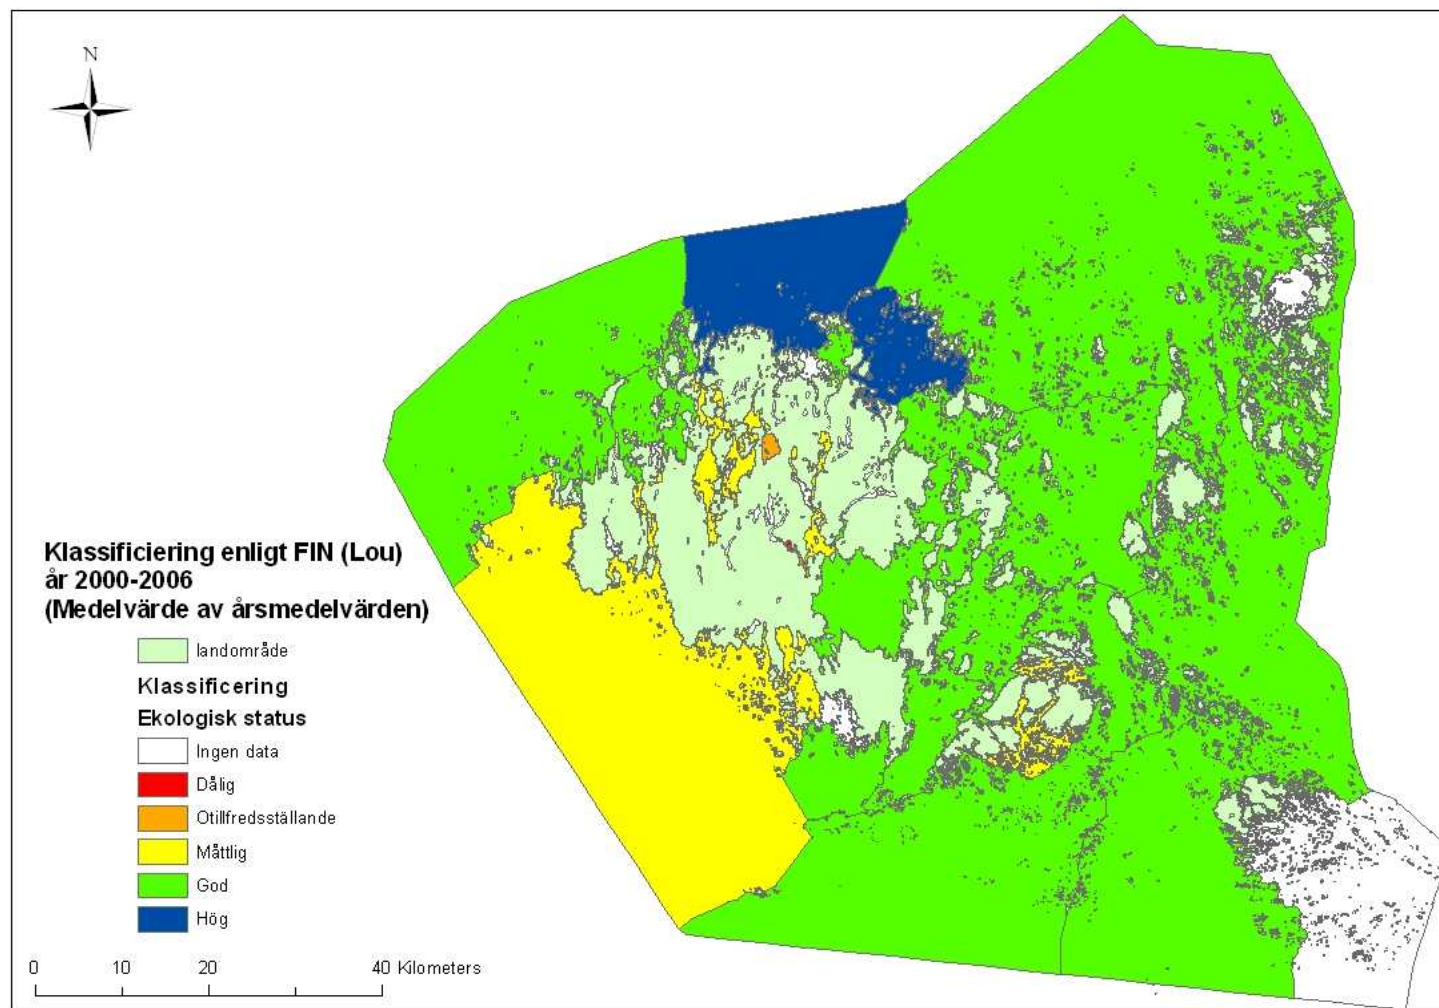 N
Klassificiering enligt FIN (Lou)
år 2000-2006
(Medelvärde av årsmedelvärden)
landområde
Klassificering
Ekologisk status
Ingen data
Dålig
Otillfredsställande
Måttlig
God
Hög
0 10 20 40 Kilometers